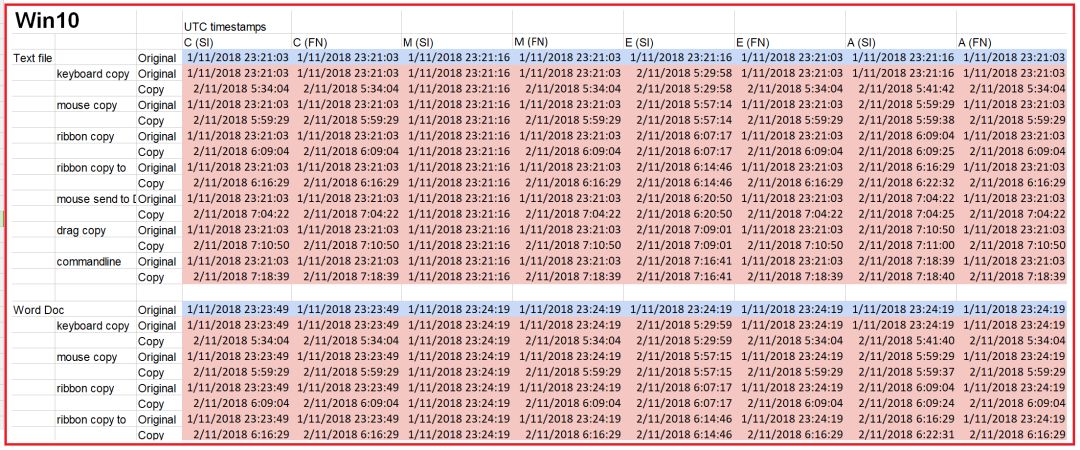 Win10
UTC timestamps
C (SI) C (FN) M (SI) M (FN) E (SI) E (FN) A (SI) A (FN)
Text file Original 1/11/2018 23:21:03 1/11/2018 23:21:03 1/11/2018 23:21:16 1/11/2018 23:21:03 1/11/2018 23:21:16 1/11/2018 23:21:03 1/11/2018 23:21:16 1/11/2018 23:21:03
keyboard copy Original 1/11/2018 23:21:03 1/11/2018 23:21:03 1/11/2018 23:21:16 1/11/2018 23:21:03 2/11/2018 5:29:58 1/11/2018 23:21:03 1/11/2018 23:21:16 1/11/2018 23:21:03
Copy 2/11/2018 5:34:04 2/11/2018 5:34:04 1/11/2018 23:21:16 2/11/2018 5:34:04 2/11/2018 5:29:58 2/11/2018 5:34:04 2/11/2018 5:41:42 2/11/2018 5:34:04
mouse copy Original 1/11/2018 23:21:03 1/11/2018 23:21:03 1/11/2018 23:21:16 1/11/2018 23:21:03 2/11/2018 5:57:14 1/11/2018 23:21:03 2/11/2018 5:59:29 1/11/2018 23:21:03
Copy 2/11/2018 5:59:29 2/11/2018 5:59:29 1/11/2018 23:21:16 2/11/2018 5:59:29 2/11/2018 5:57:14 2/11/2018 5:59:29 2/11/2018 5:59:38 2/11/2018 5:59:29
ribbon copy Original 1/11/2018 23:21:03 1/11/2018 23:21:03 1/11/2018 23:21:16 1/11/2018 23:21:03 2/11/2018 6:07:17 1/11/2018 23:21:03 2/11/2018 6:09:04 1/11/2018 23:21:03
Copy 2/11/2018 6:09:04 2/11/2018 6:09:04 1/11/2018 23:21:16 2/11/2018 6:09:04 2/11/2018 6:07:17 2/11/2018 6:09:04 2/11/2018 6:09:25 2/11/2018 6:09:04
ribbon copy to Original 1/11/2018 23:21:03 1/11/2018 23:21:03 1/11/2018 23:21:16 1/11/2018 23:21:03 2/11/2018 6:14:46 1/11/2018 23:21:03 2/11/2018 6:16:29 1/11/2018 23:21:03
Copy 2/11/2018 6:16:29 2/11/2018 6:16:29 1/11/2018 23:21:16 2/11/2018 6:16:29 2/11/2018 6:14:46 2/11/2018 6:16:29 2/11/2018 6:22:32 2/11/2018 6:16:29
mouse send to D Original 1/11/2018 23:21:03 1/11/2018 23:21:03 1/11/2018 23:21:16 1/11/2018 23:21:03 2/11/2018 6:20:50 1/11/2018 23:21:03 2/11/2018 7:04:22 1/11/2018 23:21:03
Copy 2/11/2018 7:04:22 2/11/2018 7:04:22 1/11/2018 23:21:16 2/11/2018 7:04:22 2/11/2018 6:20:50 2/11/2018 7:04:22 2/11/2018 7:04:25 2/11/2018 7:04:22
drag copy Original 1/11/2018 23:21:03 1/11/2018 23:21:03 1/11/2018 23:21:16 1/11/2018 23:21:03 2/11/2018 7:09:01 1/11/2018 23:21:03 2/11/2018 7:10:50 1/11/2018 23:21:03
Copy 2/11/2018 7:10:50 2/11/2018 7:10:50 1/11/2018 23:21:16 2/11/2018 7:10:50 2/11/2018 7:09:01 2/11/2018 7:10:50 2/11/2018 7:11:00 2/11/2018 7:10:50
commandline Original 1/11/2018 23:21:03 1/11/2018 23:21:03 1/11/2018 23:21:16 1/11/2018 23:21:03 2/11/2018 7:16:41 1/11/2018 23:21:03 2/11/2018 7:18:39 1/11/2018 23:21:03
Copy 2/11/2018 7:18:39 2/11/2018 7:18:39 1/11/2018 23:21:16 2/11/2018 7:18:39 2/11/2018 7:16:41 2/11/2018 7:18:39 2/11/2018 7:18:40 2/11/2018 7:18:39
Word Doc Original 1/11/2018 23:23:49 1/11/2018 23:23:49 1/11/2018 23:24:19 1/11/2018 23:24:19 1/11/2018 23:24:19 1/11/2018 23:24:19 1/11/2018 23:24:19 1/11/2018 23:24:19
keyboard copy Original 1/11/2018 23:23:49 1/11/2018 23:23:49 1/11/2018 23:24:19 1/11/2018 23:24:19 2/11/2018 5:29:59 1/11/2018 23:24:19 1/11/2018 23:24:19 1/11/2018 23:24:19
Copy 2/11/2018 5:34:04 2/11/2018 5:34:04 1/11/2018 23:24:19 2/11/2018 5:34:04 2/11/2018 5:29:59 2/11/2018 5:34:04 2/11/2018 5:41:40 2/11/2018 5:34:04
mouse copy Original 1/11/2018 23:23:49 1/11/2018 23:23:49 1/11/2018 23:24:19 1/11/2018 23:24:19 2/11/2018 5:57:15 1/11/2018 23:24:19 2/11/2018 5:59:29 1/11/2018 23:24:19
Copy 2/11/2018 5:59:29 2/11/2018 5:59:29 1/11/2018 23:24:19 2/11/2018 5:59:29 2/11/2018 5:57:15 2/11/2018 5:59:29 2/11/2018 5:59:37 2/11/2018 5:59:29
ribbon copy Original 1/11/2018 23:23:49 1/11/2018 23:23:49 1/11/2018 23:24:19 1/11/2018 23:24:19 2/11/2018 6:07:17 1/11/2018 23:24:19 2/11/2018 6:09:04 1/11/2018 23:24:19
Copy 2/11/2018 6:09:04 2/11/2018 6:09:04 1/11/2018 23:24:19 2/11/2018 6:09:04 2/11/2018 6:07:17 2/11/2018 6:09:04 2/11/2018 6:09:24 2/11/2018 6:09:04
ribbon copy to Original 1/11/2018 23:23:49 1/11/2018 23:23:49 1/11/2018 23:24:19 1/11/2018 23:24:19 2/11/2018 6:14:46 1/11/2018 23:24:19 2/11/2018 6:16:29 1/11/2018 23:24:19
Copy 2/11/2018 6:16:29 2/11/2018 6:16:29 1/11/2018 23:24:19 2/11/2018 6:16:29 2/11/2018 6:14:46 2/11/2018 6:16:29 2/11/2018 6:22:31 2/11/2018 6:16:29